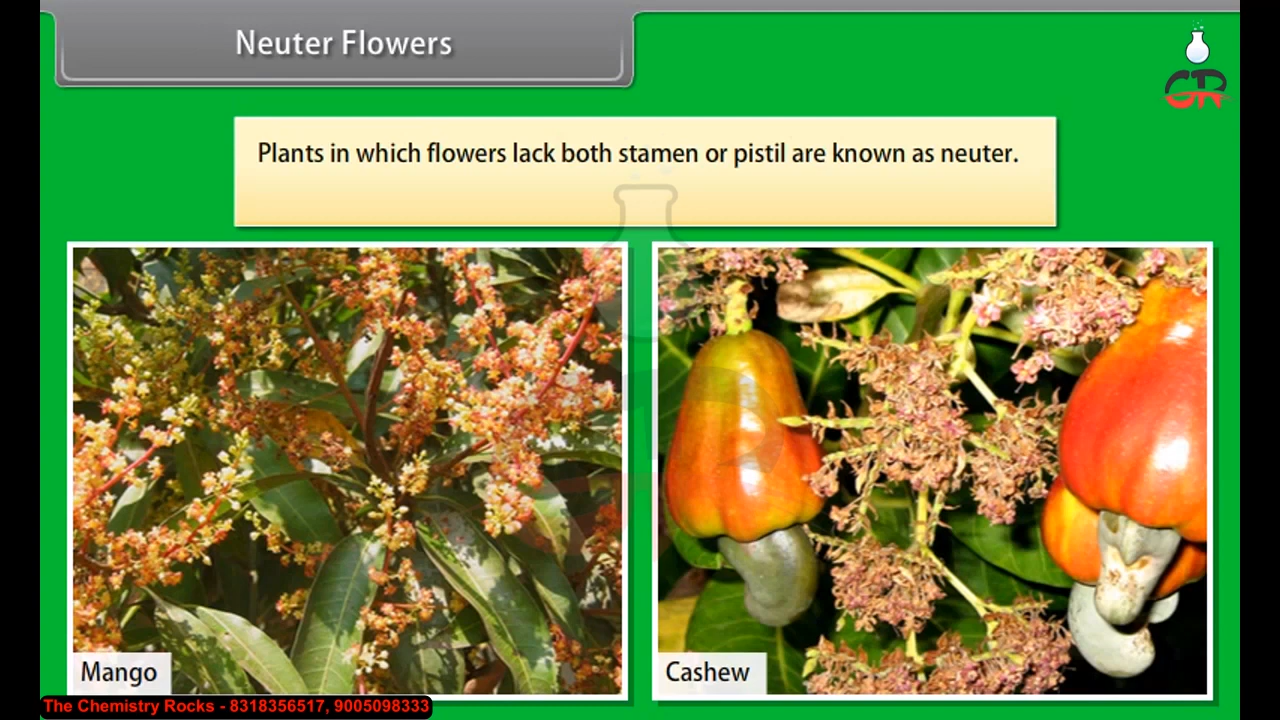 Neuter Flowers
GR
Plants in which flowers lack both stamen or pistil are known as neuter.
Mango
Cashew
The Chemistry Rocks - 8318356517, 9005098333